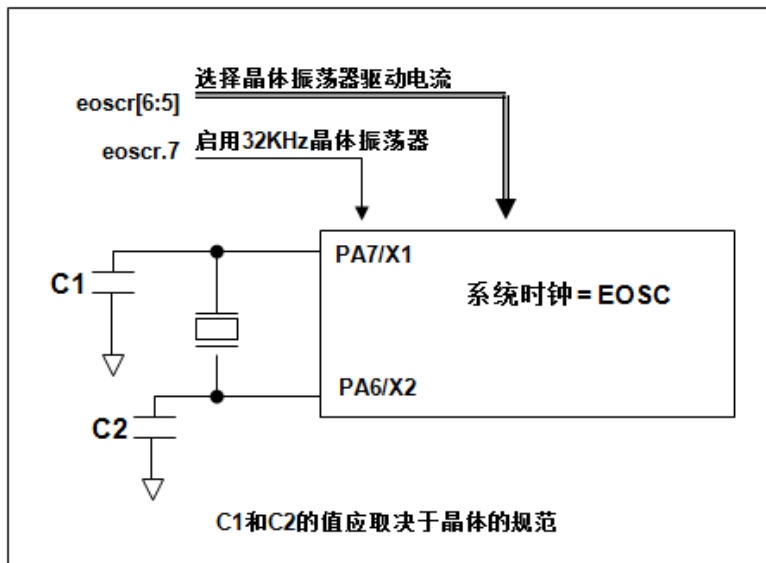 选择晶体振荡器驱动电流
eoscr[6:5]
启用32KHz晶体振荡器
eoscr.7
PA7/X1
C1
系统时钟=EOSC
PA6/X2
C2
C1和C2的值应取决于晶体的规范